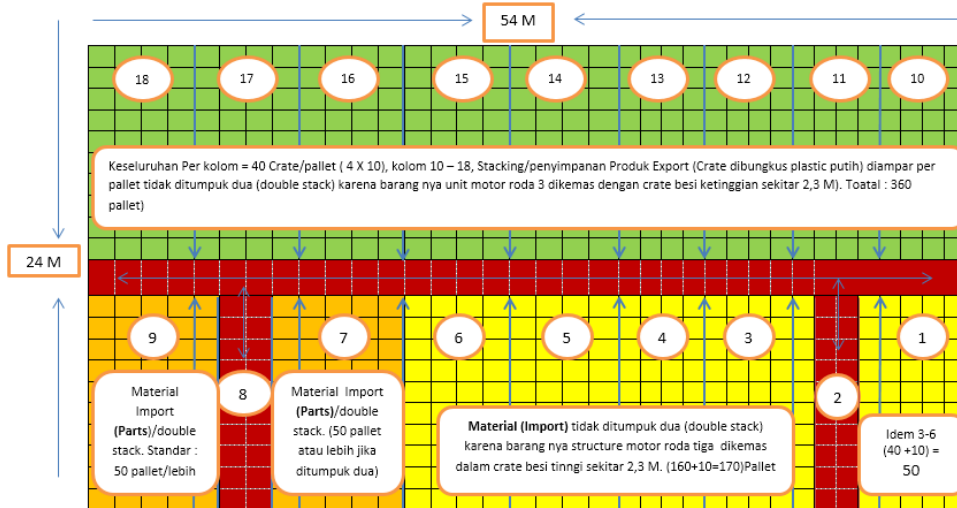 54 M
18
17
16
15
14
13
12
11
10
Keseluruhan Per kolom = 40 Crate/pallet ( 4 X 10), kolom 10 – 18, Stacking/penyimpanan Produk Export (Crate dibungkus plastic putih) diampar per
pallet tidak ditumpuk dua (double stack) karena barang nya unit motor roda 3 dikemas dengan crate besi ketinggian sekitar 2,3 M). Toatal : 360
pallet)
24 M
9
8
7
6
5
4
3
2
1
Material
Import
(Parts)/double
stack. Standar :
50 pallet/lebih
Material Import
(Parts)/double
stack. (50 pallet
atau lebih jika
ditumpuk dua)
Material (Import) tidak ditumpuk dua (double stack)
karena barang nya structure motor roda tiga dikemas
dalam crate besi tinngi sekitar 2,3 M. (160+10=170)Pallet
Idem 3-6
(40 +10) =
50